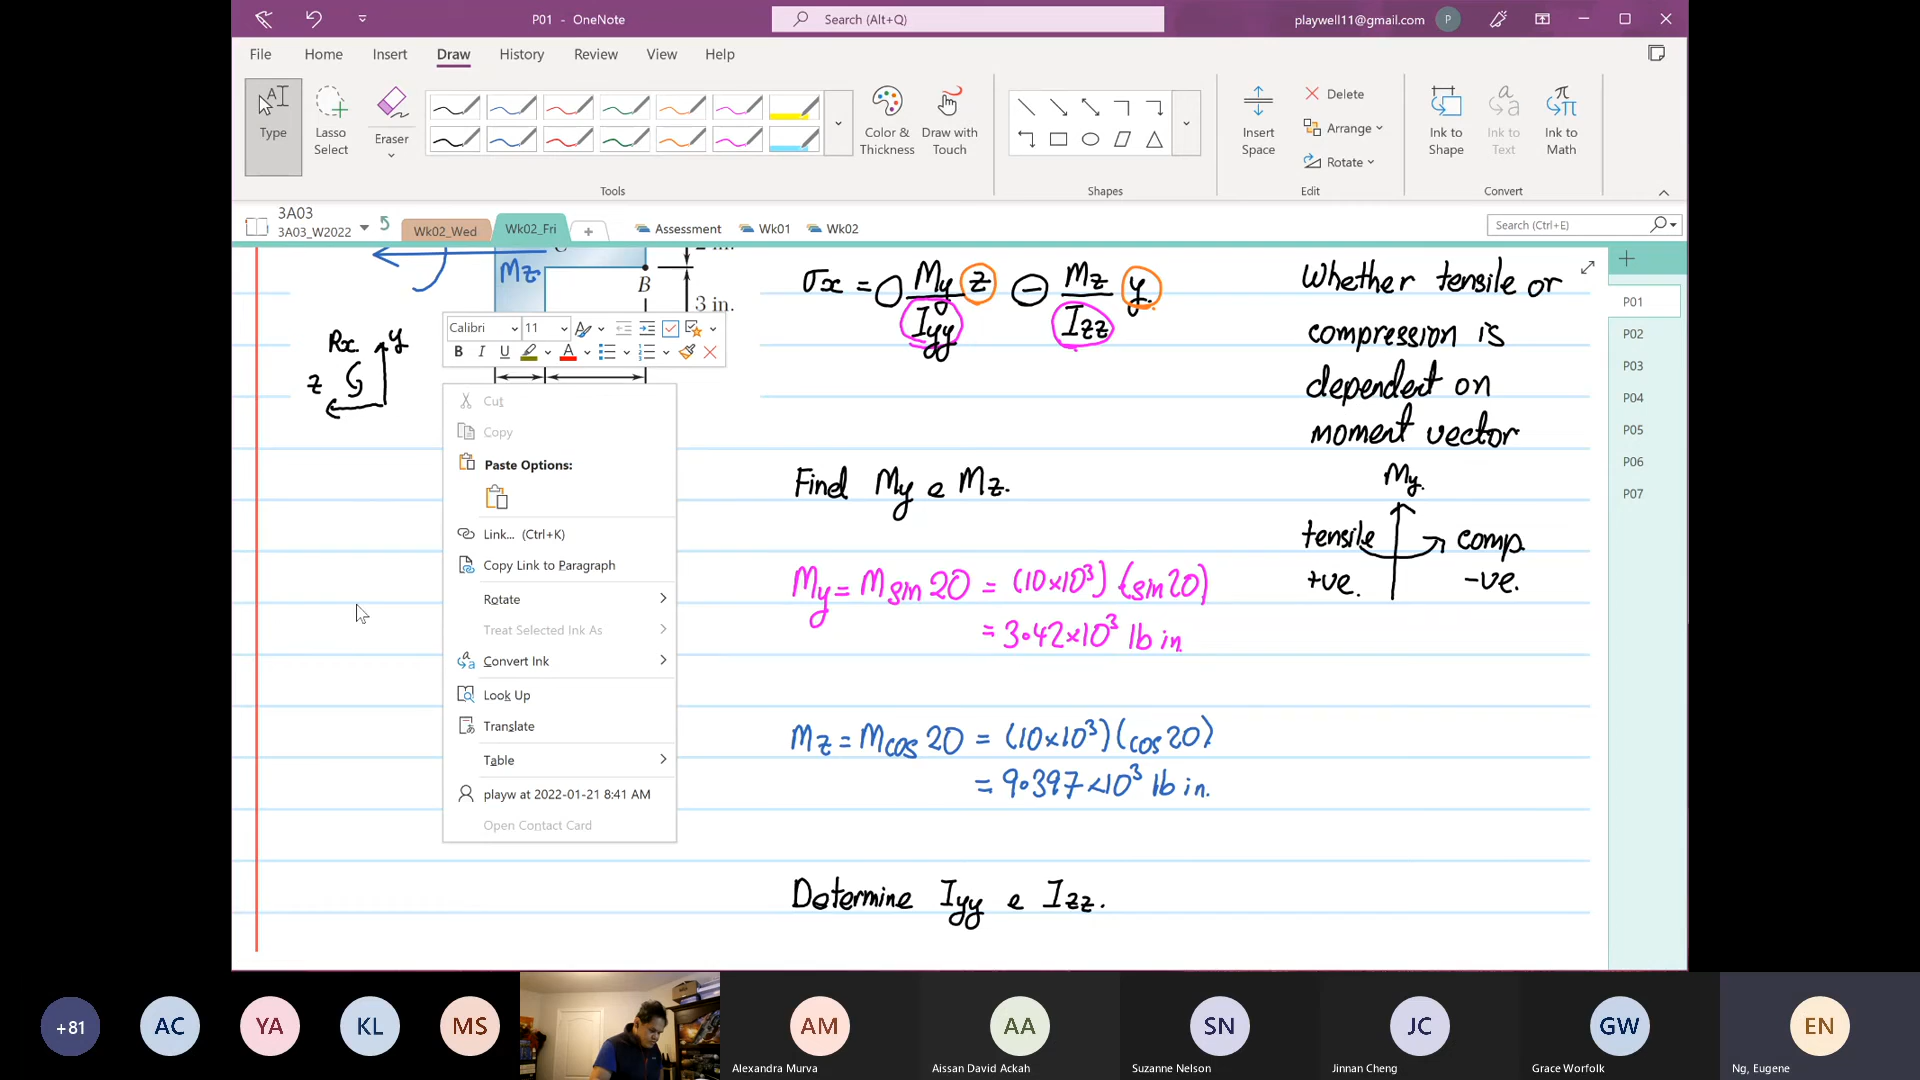 P01 - OneNote
Search (Alt+Q)
playwell11@gmail.com
P
File Home Insert Draw History Review View Help
Type
Lasso Select
Eraser
Color & Thickness
Draw with Touch
Insert Space
Delete
Arrange
Rotate
Ink to Shape
Ink to Text
Ink to Math
Tools
Shapes
Edit
Convert
3A03
3A03_W2022
Wk02_Wed
Wk02_Fri
Assessment
Wk01
Wk02
Search (Ctrl+E)
P01
P02
P03
P04
P05
P06
P07
Mz
B
3 in.
Rx
y
z
σx = My z / Iyy − Mz y / Izz
Whether tensile or
compression is
dependent on
moment vector
My.
tensile comp.
+ve. -ve.
Calibri 11
B I U A
Cut
Copy
Paste Options:
Link... (Ctrl+K)
Copy Link to Paragraph
Rotate
Treat Selected Ink As
Convert Ink
Look Up
Translate
Table
playw at 2022-01-21 8:41 AM
Open Contact Card
Find My e Mz.
My = M sin 20 = (10×10³) (sin 20)
= 3.42×10³ lb in
Mz = M cos 20 = (10×10³) (cos 20)
= 9.397×10³ lb in.
Determine Iyy e Izz.
+81
AC
YA
KL
MS
AM
Alexandra Murva
AA
Aissan David Ackah
SN
Suzanne Nelson
JC
Jinnan Cheng
GW
Grace Worfolk
EN
Ng, Eugene